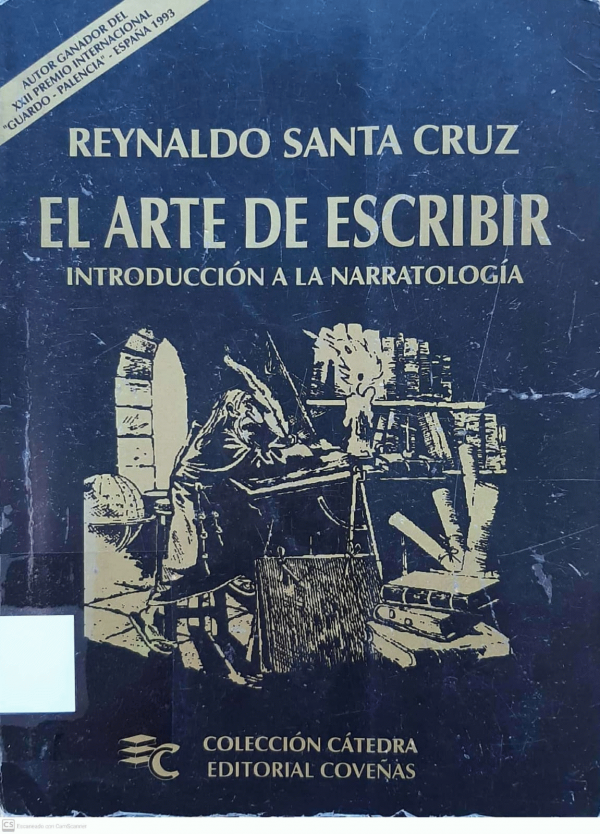 AUTOR GANADOR DEL
XXII PREMIO INTERNACIONAL
"GUARDO - PALENCIA" - ESPAÑA 1993
REYNALDO SANTA CRUZ
EL ARTE DE ESCRIBIR
INTRODUCCIÓN A LA NARRATOLOGÍA
COLECCIÓN CÁTEDRA
EDITORIAL COVEÑAS
CS Escaneado con CamScanner